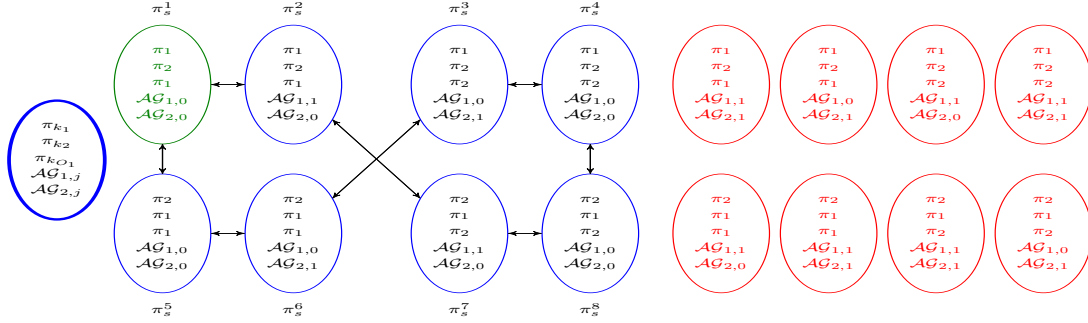 π_s^1 π_s^2 π_s^3 π_s^4
π_{k_1}
π_{k_2}
π_{k_{O_1}}
𝒜𝒢_{1,j}
𝒜𝒢_{2,j}
π_1
π_2
π_1
𝒜𝒢_{1,0}
𝒜𝒢_{2,0}
π_1
π_2
π_1
𝒜𝒢_{1,1}
𝒜𝒢_{2,0}
π_1
π_2
π_2
𝒜𝒢_{1,0}
𝒜𝒢_{2,1}
π_1
π_2
π_2
𝒜𝒢_{1,0}
𝒜𝒢_{2,0}
π_1
π_2
π_1
𝒜𝒢_{1,1}
𝒜𝒢_{2,1}
π_1
π_2
π_1
𝒜𝒢_{1,0}
𝒜𝒢_{2,1}
π_1
π_2
π_2
𝒜𝒢_{1,1}
𝒜𝒢_{2,0}
π_1
π_2
π_2
𝒜𝒢_{1,1}
𝒜𝒢_{2,1}
π_2
π_1
π_1
𝒜𝒢_{1,0}
𝒜𝒢_{2,0}
π_2
π_1
π_1
𝒜𝒢_{1,0}
𝒜𝒢_{2,1}
π_2
π_1
π_2
𝒜𝒢_{1,1}
𝒜𝒢_{2,0}
π_2
π_1
π_2
𝒜𝒢_{1,0}
𝒜𝒢_{2,0}
π_2
π_1
π_1
𝒜𝒢_{1,1}
𝒜𝒢_{2,0}
π_2
π_1
π_1
𝒜𝒢_{1,1}
𝒜𝒢_{2,1}
π_2
π_1
π_2
𝒜𝒢_{1,1}
𝒜𝒢_{2,1}
π_2
π_1
π_2
𝒜𝒢_{1,0}
𝒜𝒢_{2,1}
π_s^5 π_s^6 π_s^7 π_s^8